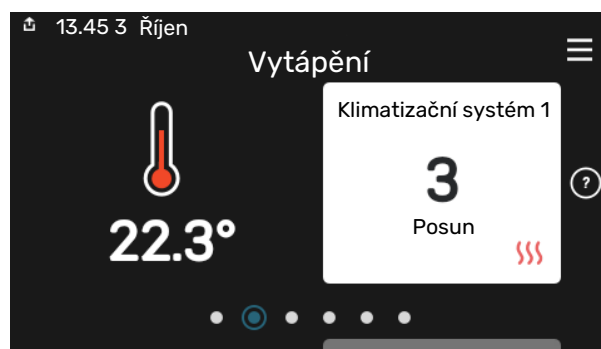 13.45 3 Říjen
Vytápění
Klimatizační systém 1
3
Posun
22.3°
?